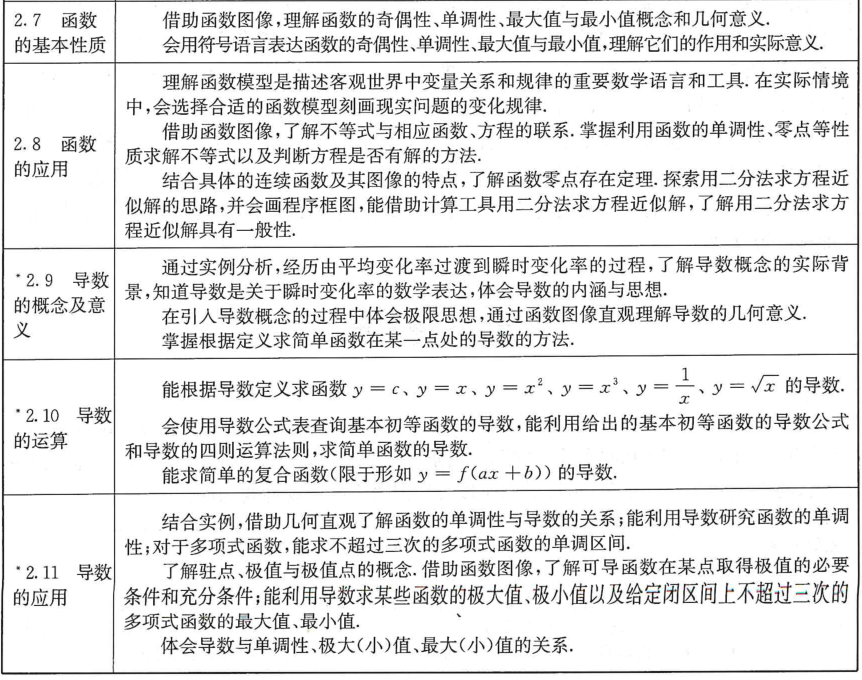 2.7 函数的基本性质
借助函数图像,理解函数的奇偶性、单调性、最大值与最小值概念和几何意义.
会用符号语言表达函数的奇偶性、单调性、最大值与最小值,理解它们的作用和实际意义.
2.8 函数的应用
理解函数模型是描述客观世界中变量关系和规律的重要数学语言和工具.在实际情境
中,会选择合适的函数模型刻画现实问题的变化规律.
借助函数图像,了解不等式与相应函数、方程的联系.掌握利用函数的单调性、零点等性
质求解不等式以及判断方程是否有解的方法.
结合具体的连续函数及其图像的特点,了解函数零点存在定理.探索用二分法求方程近
似解的思路,并会画程序框图,能借助计算工具用二分法求方程近似解,了解用二分法求方
程近似解具有一般性.
*2.9 导数的概念及意义
通过实例分析,经历由平均变化率过渡到瞬时变化率的过程,了解导数概念的实际背
景,知道导数是关于瞬时变化率的数学表达,体会导数的内涵与思想.
在引入导数概念的过程中体会极限思想,通过函数图像直观理解导数的几何意义.
掌握根据定义求简单函数在某一点处的导数的方法.
*2.10 导数的运算
能根据导数定义求函数 y = c、y = x、y = x²、y = x³、y = 1/x、y = √x 的导数.
会使用导数公式表查询基本初等函数的导数,能利用给出的基本初等函数的导数公式
和导数的四则运算法则,求简单函数的导数.
能求简单的复合函数(限于形如 y = f(ax + b))的导数.
*2.11 导数的应用
结合实例,借助几何直观了解函数的单调性与导数的关系;能利用导数研究函数的单调
性;对于多项式函数,能求不超过三次的多项式函数的单调区间.
了解驻点、极值与极值点的概念.借助函数图像,了解可导函数在某点取得极值的必要
条件和充分条件;能利用导数求某些函数的极大值、极小值以及给定闭区间上不超过三次的
多项式函数的最大值、最小值.
体会导数与单调性、极大(小)值、最大(小)值的关系.